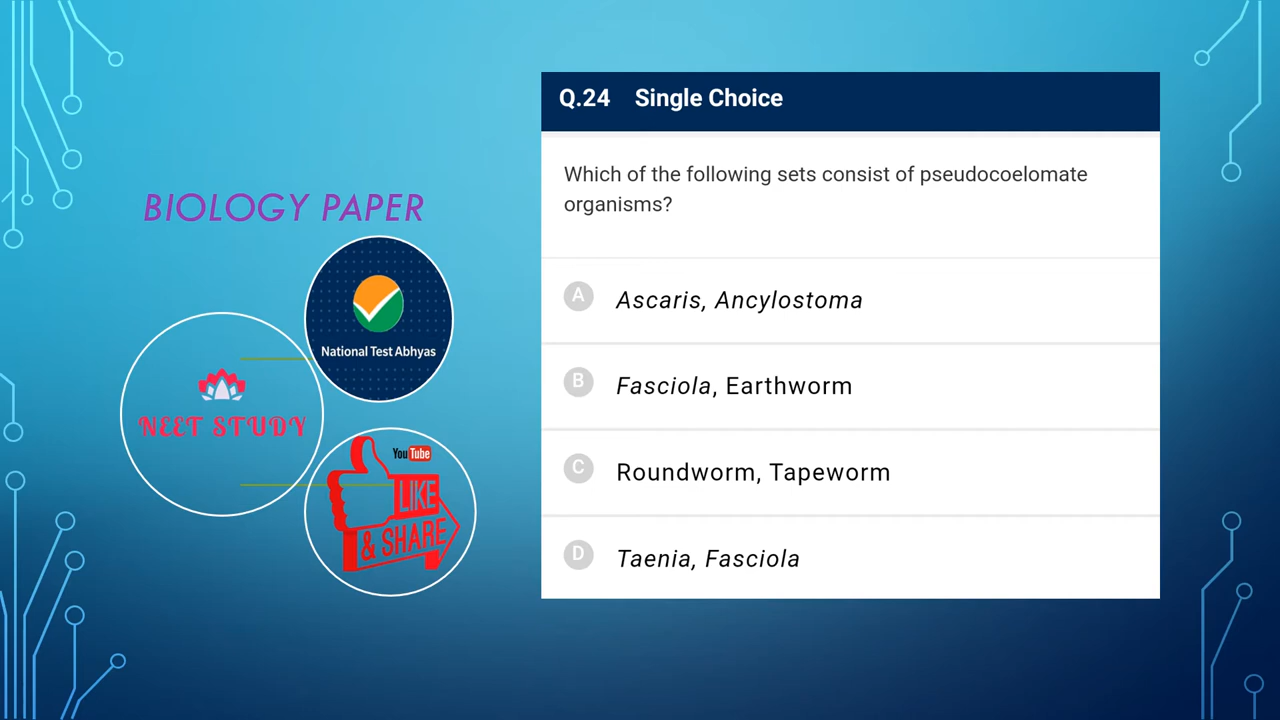 BIOLOGY PAPER
National Test Abhyas
NEET STUDY
YouTube
LIKE
& SHARE
Q.24 Single Choice
Which of the following sets consist of pseudocoelomate
organisms?
A Ascaris, Ancylostoma
B Fasciola, Earthworm
C Roundworm, Tapeworm
D Taenia, Fasciola